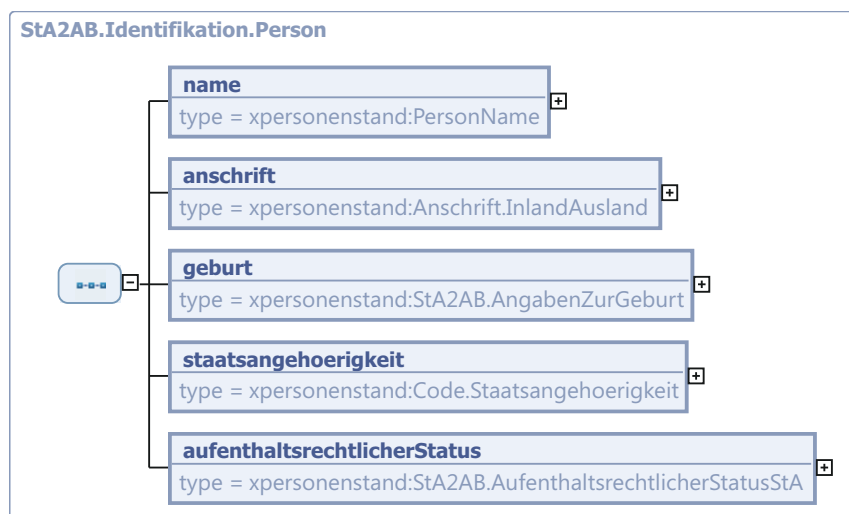 StA2AB.Identifikation.Person
name
type = xpersonenstand:PersonName
anschrift
type = xpersonenstand:Anschrift.InlandAusland
geburt
type = xpersonenstand:StA2AB.AngabenZurGeburt
staatsangehoerigkeit
type = xpersonenstand:Code.Staatsangehoerigkeit
aufenthaltsrechtlicherStatus
type = xpersonenstand:StA2AB.AufenthaltsrechtlicherStatusStA